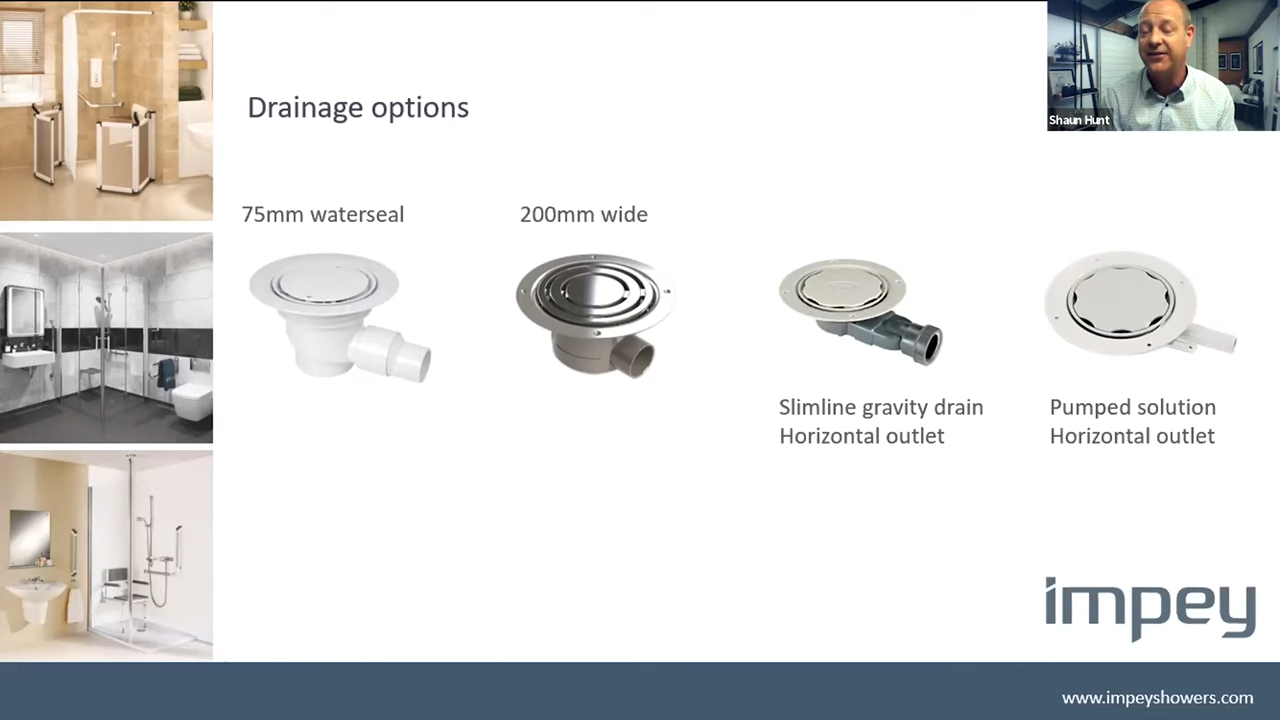 Shaun Hunt
Drainage options
75mm waterseal
200mm wide
Slimline gravity drain
Horizontal outlet
Pumped solution
Horizontal outlet
impey
www.impeyshowers.com